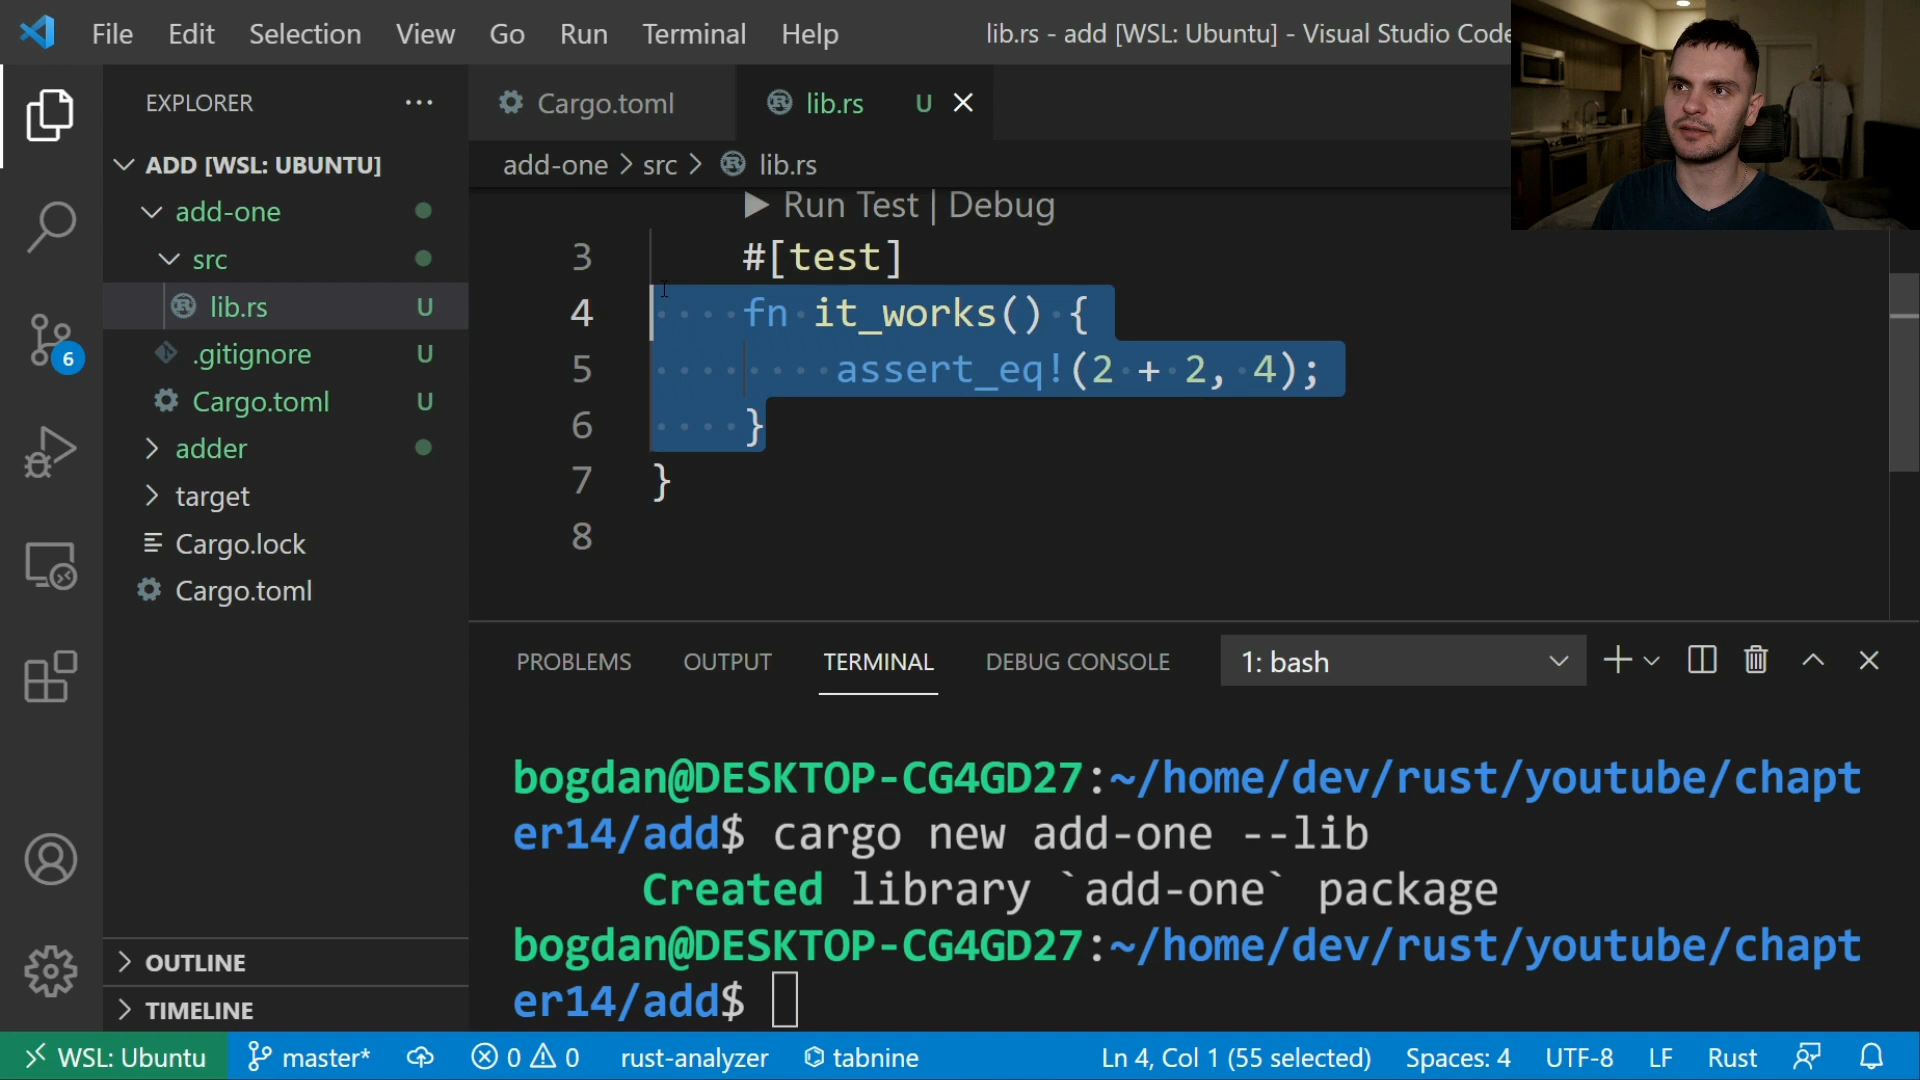 File Edit Selection View Go Run Terminal Help
lib.rs - add [WSL: Ubuntu] - Visual Studio Code
EXPLORER
ADD [WSL: UBUNTU]
add-one
src
lib.rs U
.gitignore U
Cargo.toml U
adder
target
Cargo.lock
Cargo.toml
OUTLINE
TIMELINE
6
Cargo.toml
lib.rs U
add-one > src > lib.rs
Run Test | Debug
3 #[test]
4 fn it_works() {
5 assert_eq!(2 + 2, 4);
6 }
7 }
8
PROBLEMS OUTPUT TERMINAL DEBUG CONSOLE 1: bash
bogdan@DESKTOP-CG4GD27:~/home/dev/rust/youtube/chapt
er14/add$ cargo new add-one --lib
Created library `add-one` package
bogdan@DESKTOP-CG4GD27:~/home/dev/rust/youtube/chapt
er14/add$
WSL: Ubuntu master* 0 0 rust-analyzer tabnine Ln 4, Col 1 (55 selected) Spaces: 4 UTF-8 LF Rust